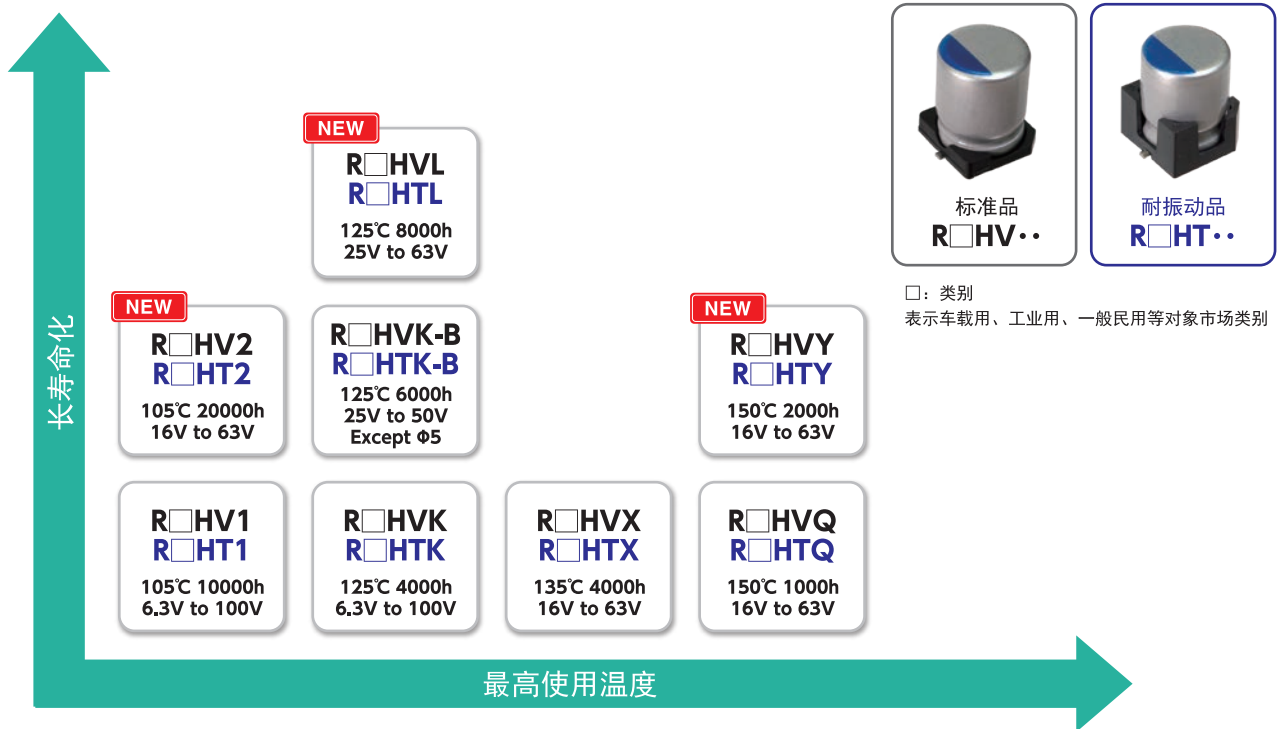 标准品
R□HV··
耐振动品
R□HT··
□：类别
表示车载用、工业用、一般民用等对象市场类别
长寿命化
NEW
R□HVL
R□HTL
125℃ 8000h
25V to 63V
NEW
R□HV2
R□HT2
105℃ 20000h
16V to 63V
R□HVK-B
R□HTK-B
125℃ 6000h
25V to 50V
Except Φ5
NEW
R□HVY
R□HTY
150℃ 2000h
16V to 63V
R□HV1
R□HT1
105℃ 10000h
6.3V to 100V
R□HVK
R□HTK
125℃ 4000h
6.3V to 100V
R□HVX
R□HTX
135℃ 4000h
16V to 63V
R□HVQ
R□HTQ
150℃ 1000h
16V to 63V
最高使用温度